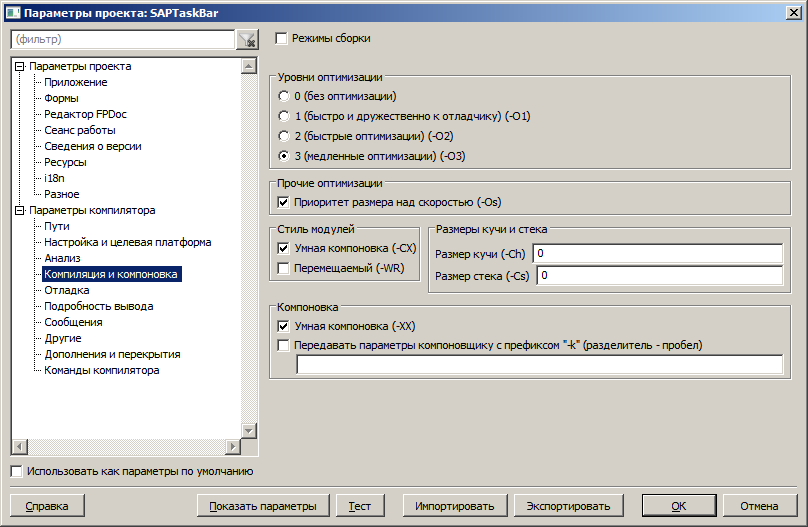 Параметры проекта: SAPTaskBar
(фильтр)
Параметры проекта
Приложение
Формы
Редактор FPDoc
Сеанс работы
Сведения о версии
Ресурсы
i18n
Разное
Параметры компилятора
Пути
Настройка и целевая платформа
Анализ
Компиляция и компоновка
Отладка
Подробность вывода
Сообщения
Другие
Дополнения и перекрытия
Команды компилятора
Использовать как параметры по умолчанию
Режимы сборки
Уровни оптимизации
0 (без оптимизации)
1 (быстро и дружественно к отладчику) (-O1)
2 (быстрые оптимизации) (-O2)
3 (медленные оптимизации) (-O3)
Прочие оптимизации
Приоритет размера над скоростью (-Os)
Стиль модулей
Умная компоновка (-CX)
Перемещаемый (-WR)
Размеры кучи и стека
Размер кучи (-Ch) 0
Размер стека (-Cs) 0
Компоновка
Умная компоновка (-XX)
Передавать параметры компоновщику с префиксом "-k" (разделитель - пробел)
Справка
Показать параметры
Тест
Импортировать
Экспортировать
OK
Отмена